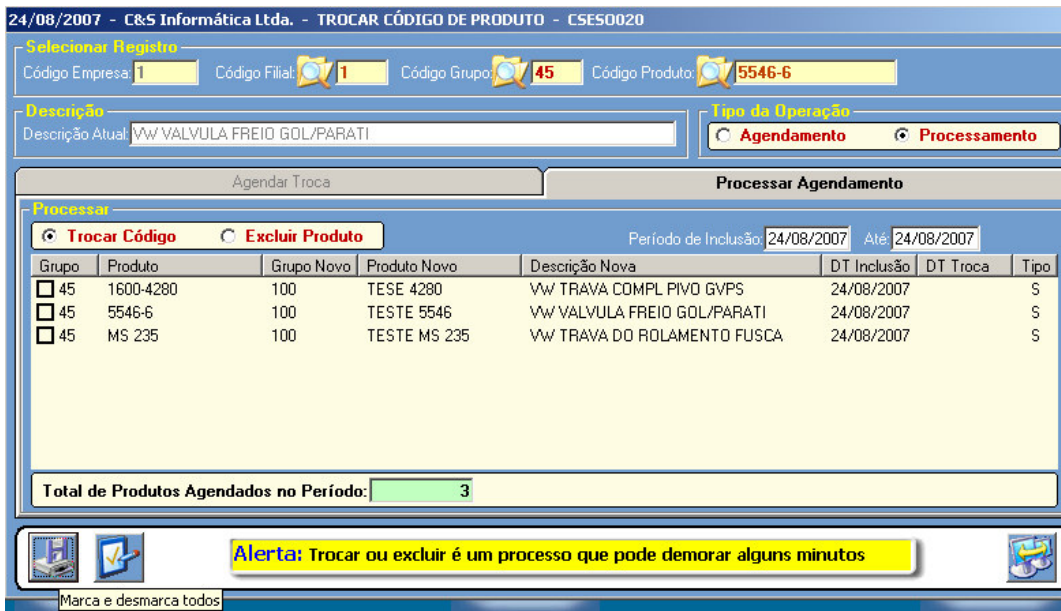 24/08/2007 - C&S Informática Ltda. - TROCAR CÓDIGO DE PRODUTO - CSES0020
Selecionar Registro
Código Empresa: 1 Código Filial: 1 Código Grupo: 45 Código Produto: 5546-6
Descrição Tipo da Operação
Descrição Atual: VW VALVULA FREIO GOL/PARATI Agendamento Processamento
Agendar Troca Processar Agendamento
Processar
Trocar Código Excluir Produto Período de Inclusão: 24/08/2007 Até: 24/08/2007
Grupo Produto Grupo Novo Produto Novo Descrição Nova DT Inclusão DT Troca Tipo
45 1600-4280 100 TESE 4280 VW TRAVA COMPL PIVO GVPS 24/08/2007 S
45 5546-6 100 TESTE 5546 VW VALVULA FREIO GOL/PARATI 24/08/2007 S
45 MS 235 100 TESTE MS 235 VW TRAVA DO ROLAMENTO FUSCA 24/08/2007 S
Total de Produtos Agendados no Período: 3
Alerta: Trocar ou excluir é um processo que pode demorar alguns minutos
Marca e desmarca todos